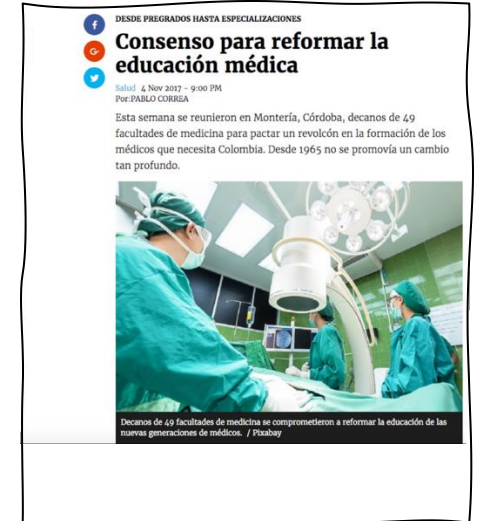 DESDE PREGRADOS HASTA ESPECIALIZACIONES
Consenso para reformar la
educación médica
Salud 4 Nov 2017 - 9:00 PM
Por:PABLO CORREA
Esta semana se reunieron en Montería, Córdoba, decanos de 49
facultades de medicina para pactar un revolcón en la formación de los
médicos que necesita Colombia. Desde 1965 no se promovía un cambio
tan profundo.
Decanos de 49 facultades de medicina se comprometieron a reformar la educación de las
nuevas generaciones de médicos. / Pixabay